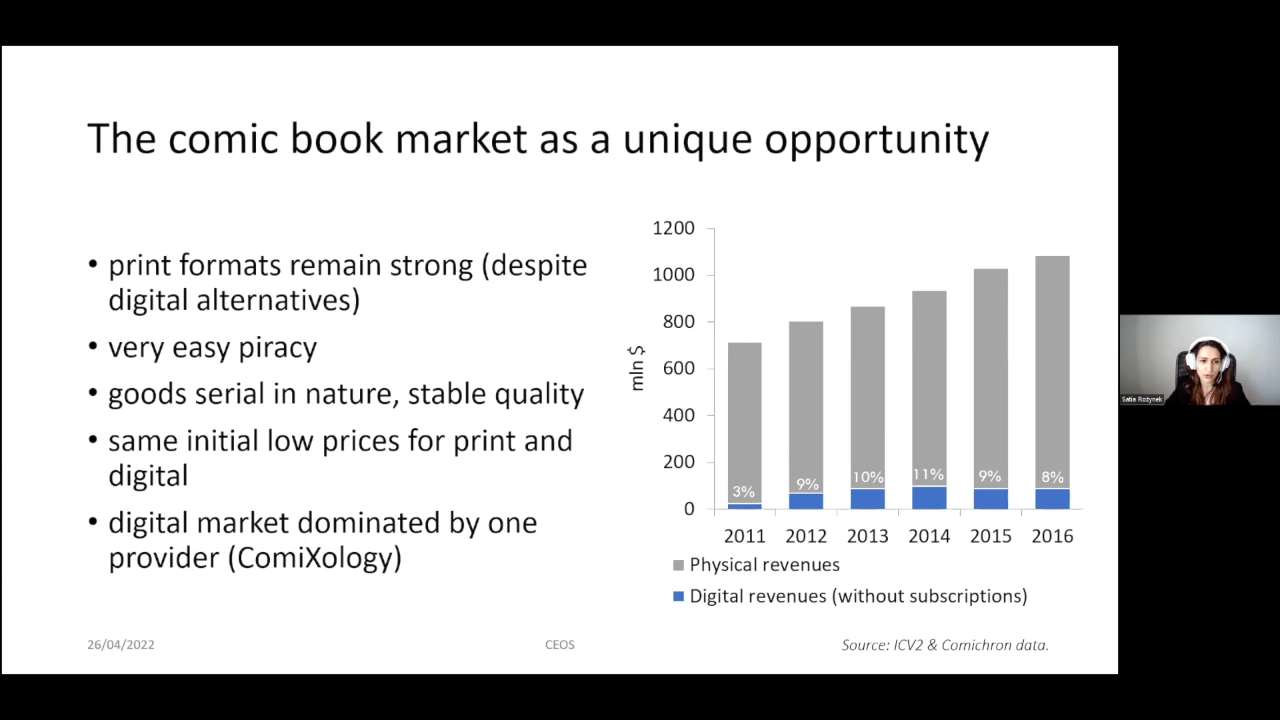 The comic book market as a unique opportunity
• print formats remain strong (despite
digital alternatives)
• very easy piracy
• goods serial in nature, stable quality
• same initial low prices for print and
digital
• digital market dominated by one
provider (ComiXology)
1200
1000
800
600
400
200
0
mln $
3%
9%
10%
11%
9%
8%
2011 2012 2013 2014 2015 2016
Physical revenues
Digital revenues (without subscriptions)
26/04/2022
CEOS
Source: ICV2 & Comichron data.
Satia Rożynek